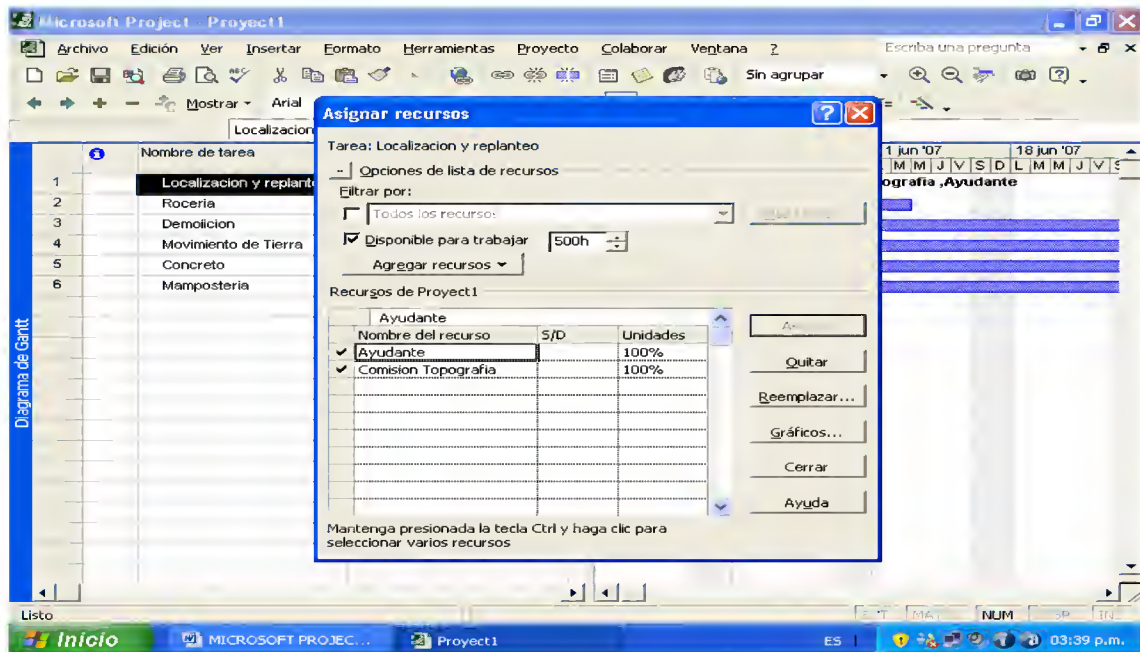 Microsoft Project - Proyect1
Archivo Edición Ver Insertar Formato Herramientas Proyecto Colaborar Ventana ? Escriba una pregunta
Sin agrupar
Mostrar Arial
Localizacion
Asignar recursos
Tarea: Localizacion y replanteo
Opciones de lista de recursos
Filtrar por:
Todos los recursos
Disponible para trabajar 500h
Agregar recursos
Recursos de Proyect1
Ayudante
Nombre del recurso S/D Unidades
Ayudante 100%
Comision Topografia 100%
Quitar
Reemplazar...
Gráficos...
Cerrar
Ayuda
Mantenga presionada la tecla Ctrl y haga clic para
seleccionar varios recursos
Nombre de tarea
1 Localizacion y replant
2 Roceria
3 Demolicion
4 Movimiento de Tierra
5 Concreto
6 Mamposteria
1 jun '07 18 jun '07
M M J V S D L M M J V S
ografia ,Ayudante
Diagrama de Gantt
Listo NUM
Inicio MICROSOFT PROJEC... Proyect1 ES 03:39 p.m.